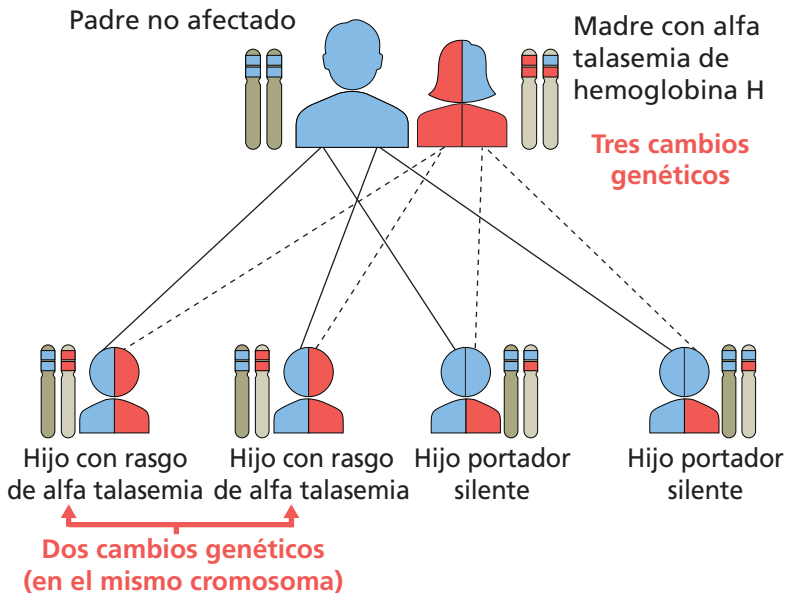 Padre no afectado
Madre con alfa
talasemia de
hemoglobina H
Tres cambios
genéticos
Hijo con rasgo
de alfa talasemia
Hijo con rasgo
de alfa talasemia
Hijo portador
silente
Hijo portador
silente
Dos cambios genéticos
(en el mismo cromosoma)